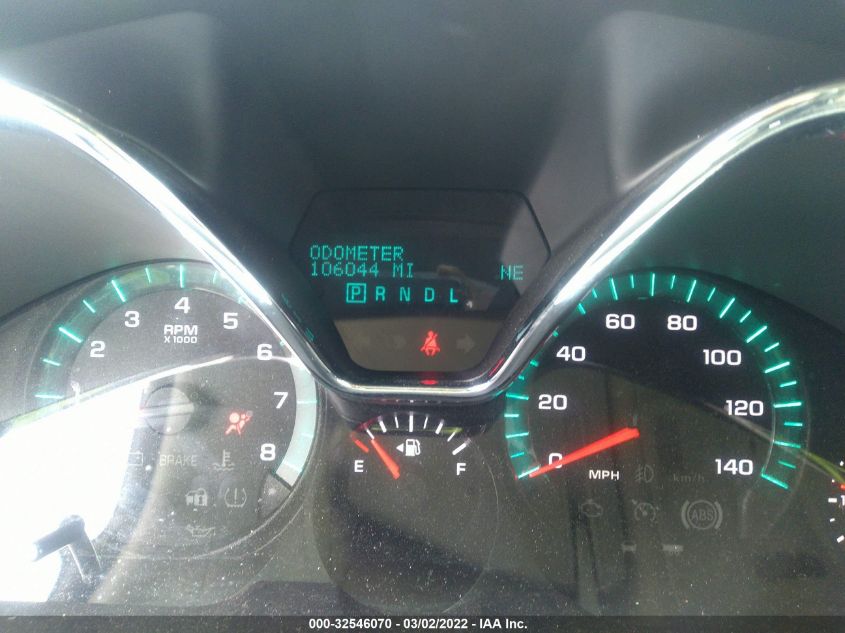 ODOMETER
106044 MI NE
P R N D L
2 3 4 5 6 7 8
RPM
X1000
BRAKE
E F
0 20 40 60 80 100 120 140
MPH
km/h
ABS
000-32546070 - 03/02/2022 - IAA Inc.